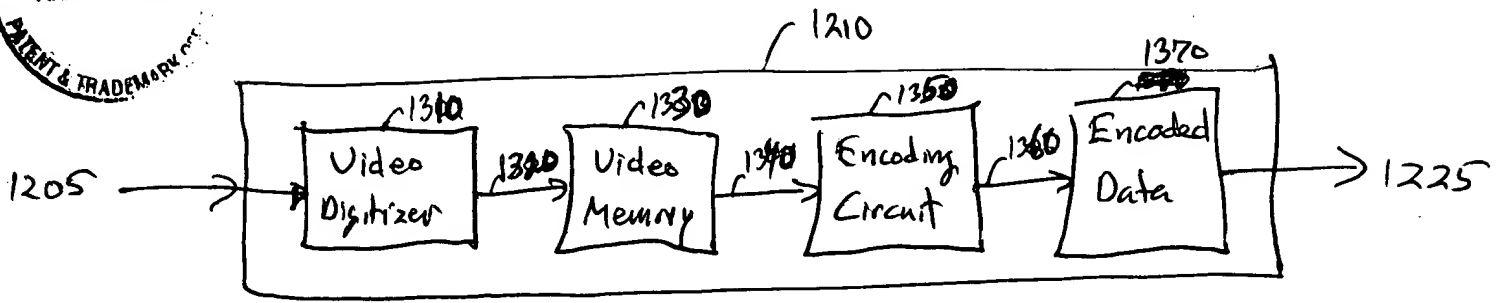 PATENT & TRADEMARK
1210
1370
1310
1330
1350
Video
Digitizer
1320
Video
Memory
1340
Encoding
Circuit
1360
Encoded
Data
1205
1225